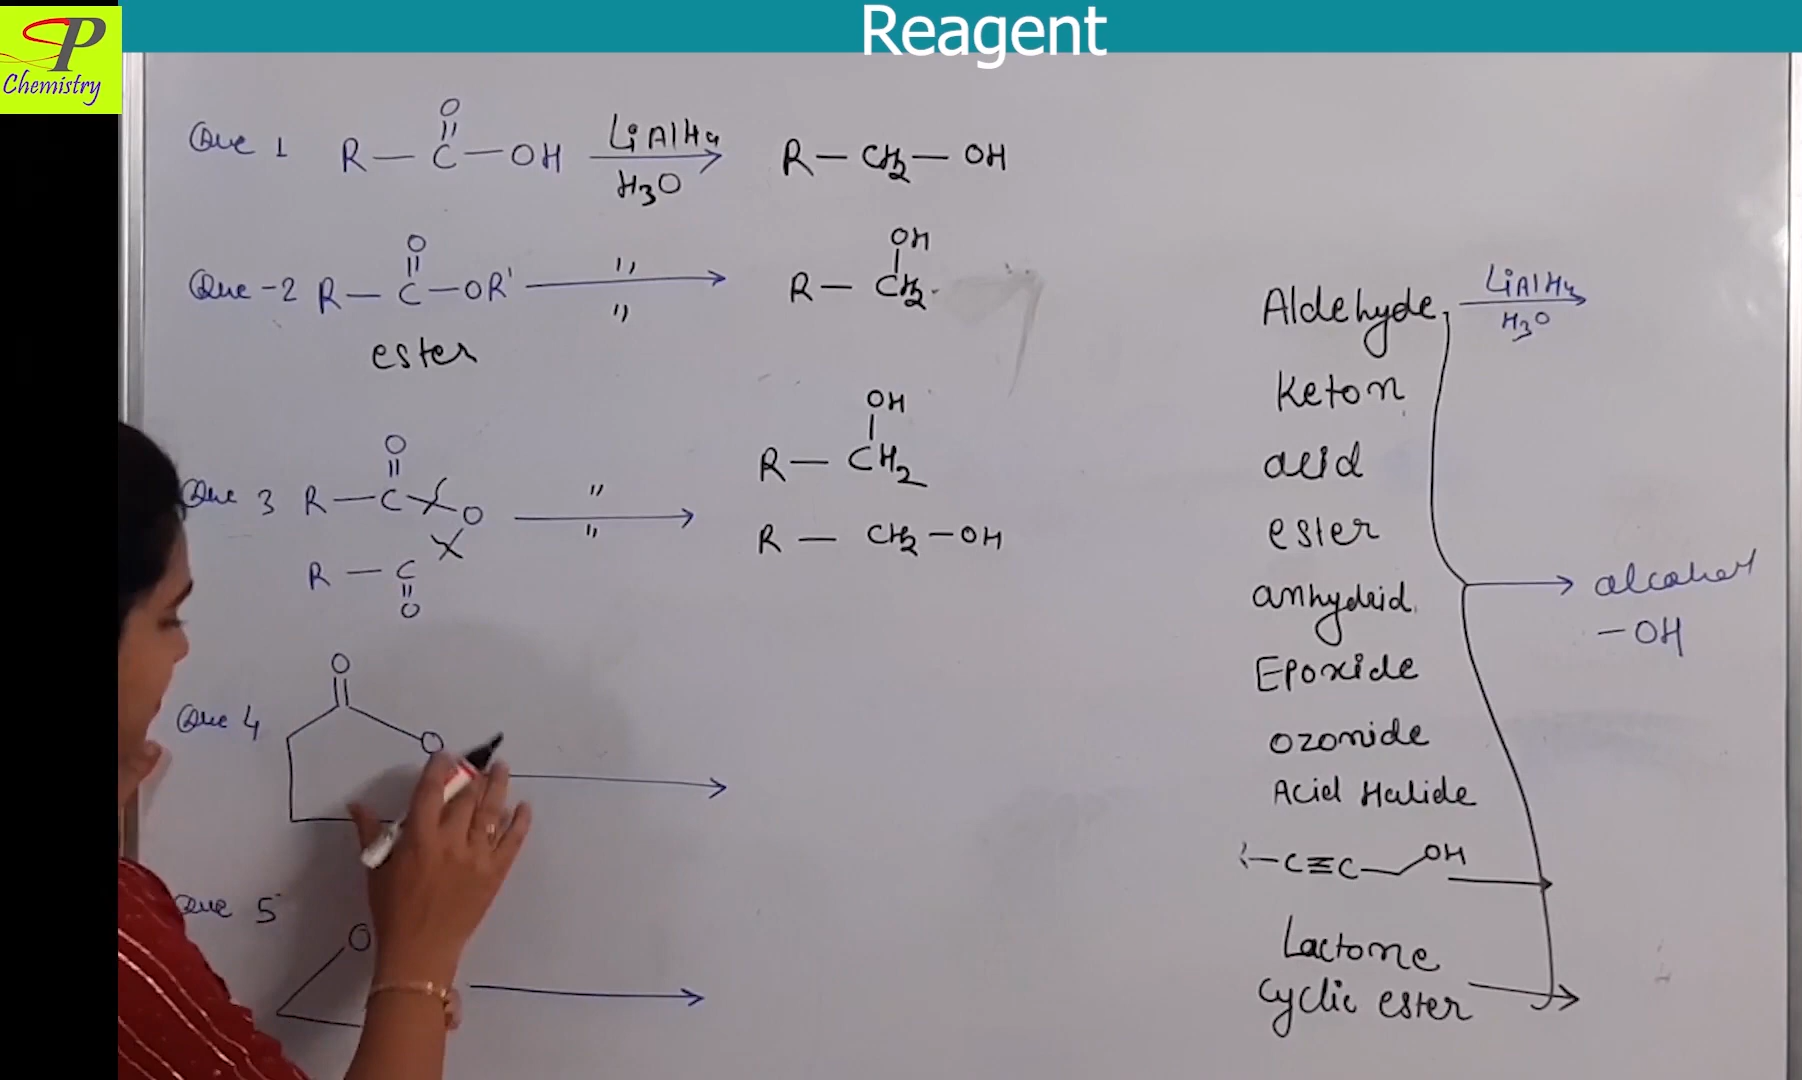 Reagent
SP
Chemistry
Que 1 R — C — OH LiAlH4 R — CH2 — OH
O
H3O
Que-2 R — C — OR' " R — CH2
O
"
OH
ester
Que 3 R — C O " R — CH2
O
"
OH
R — C R — CH2 — OH
O
Que 4
O
O
Que 5
O
Aldehyde, LiAlH4
H3O
Keton
acid
ester
anhydrid.
Epoxide
ozonide
Acid Halide
—C≡C OH
Lactone
Cyclic ester
alcohol
—OH